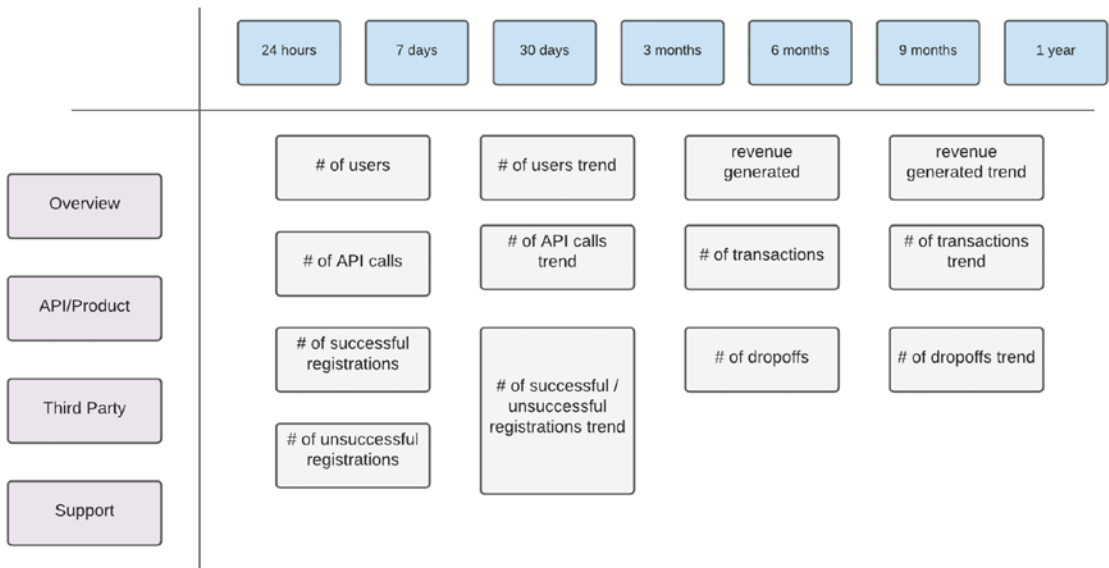 24 hours
7 days
30 days
3 months
6 months
9 months
1 year
Overview
API/Product
Third Party
Support
# of users
# of users trend
revenue
generated
revenue
generated trend
# of API calls
# of API calls
trend
# of transactions
# of transactions
trend
# of successful
registrations
# of successful /
unsuccessful
registrations trend
# of dropoffs
# of dropoffs trend
# of unsuccessful
registrations